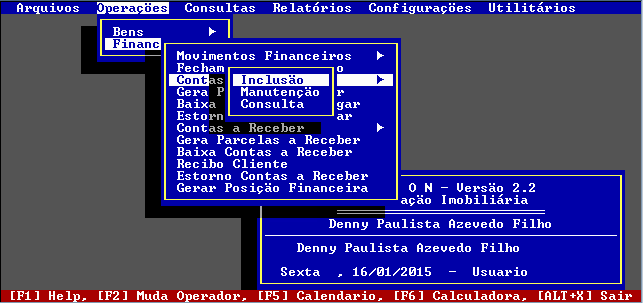 Arquivos Operações Consultas Relatórios Configurações Utilitários
Bens
Financ
Movimentos Financeiros
Fecham o
Contas Inclusão
Gera P Manutenção r
Baixa Consulta gar
Estorn ar
Contas a Receber
Gera Parcelas a Receber
Baixa Contas a Receber
Recibo Cliente
Estorno Contas a Receber
Gerar Posição Financeira
O N - Versão 2.2
ação Imobiliária
Denny Paulista Azevedo Filho
Denny Paulista Azevedo Filho
Sexta , 16/01/2015 - Usuario
[F1] Help, [F2] Muda Operador, [F5] Calendario, [F6] Calculadora, [ALT+X] Sair